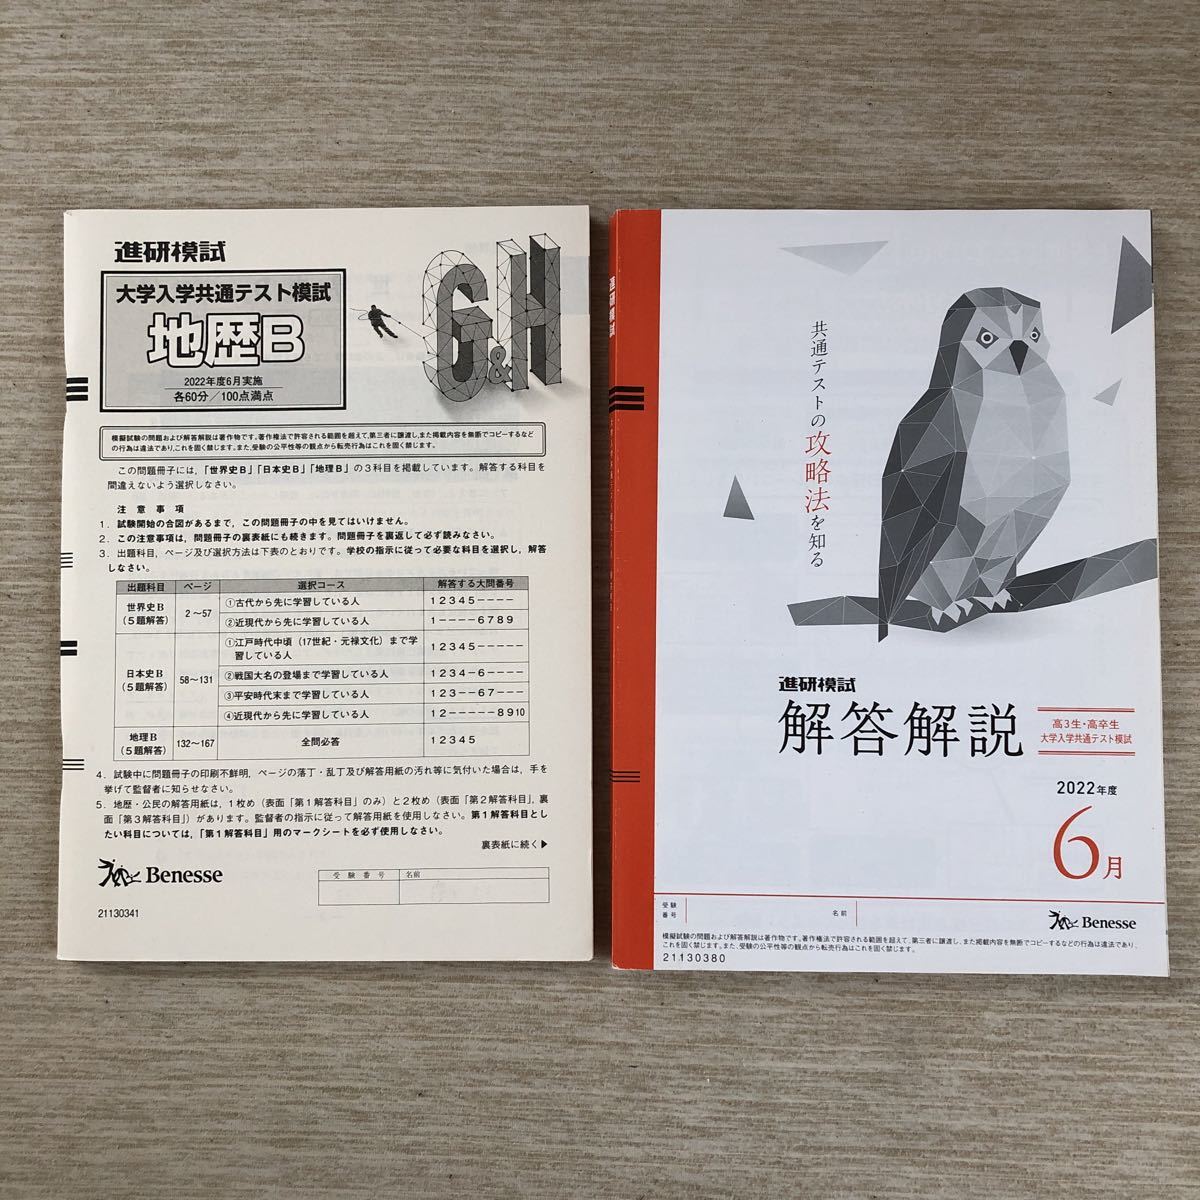 進研模試
大学入学共通テスト模試
地歴B
2022年度6月実施
各60分／100点満点
G&H
模擬試験の問題および解答解説は著作物です。著作権法で許容される範囲を超えて、第三者に譲渡し、また掲載内容を無断でコピーするなど
の行為は違法であり、これを固く禁じます。また、受験の公平性等の観点から転売行為はこれを固く禁じます。
この問題冊子には，「世界史B」「日本史B」「地理B」の3科目を掲載しています。解答する科目を
間違えないよう選択しなさい。
注意事項
1．試験開始の合図があるまで，この問題冊子の中を見てはいけません。
2．この注意事項は，問題冊子の裏表紙にも続きます。問題冊子を裏返して必ず読みなさい。
3．出題科目，ページ及び選択方法は下表のとおりです。学校の指示に従って必要な科目を選択し，解答
しなさい。
出題科目 ページ 選択コース 解答する大問番号
世界史B（5題解答） 2～57 ①古代から先に学習している人 12345----
②近現代から先に学習している人 1----6789
日本史B（5題解答） 58～131 ①江戸時代中頃（17世紀・元禄文化）まで学習している人 12345-----
②戦国大名の登場まで学習している人 1234-6----
③平安時代末まで学習している人 123--67---
④近現代から先に学習している人 12-----8910
地理B（5題解答） 132～167 全問必答 12345
4．試験中に問題冊子の印刷不鮮明，ページの落丁・乱丁及び解答用紙の汚れ等に気付いた場合は，手を
挙げて監督者に知らせなさい。
5．地歴・公民の解答用紙は，1枚め（表面「第1解答科目」のみ）と2枚め（表面「第2解答科目」，裏
面「第3解答科目」）があります。監督者の指示に従って解答用紙を使用しなさい。第1解答科目とし
たい科目については，「第1解答科目」用のマークシートを必ず使用しなさい。
裏表紙に続く▶
Benesse
受験番号 名前
21130341
進研模試
共通テストの攻略法を知る
進研模試
解答解説
高3生・高卒生
大学入学共通テスト模試
2022年度
6月
受験
番号
名前
Benesse
模擬試験の問題および解答解説は著作物です。著作権法で許容される範囲を超えて、第三者に譲渡し、また掲載内容を無断でコピーするなどの行為は違法であり、
これを固く禁じます。また、受験の公平性等の観点から転売行為はこれを固く禁じます。
21130380